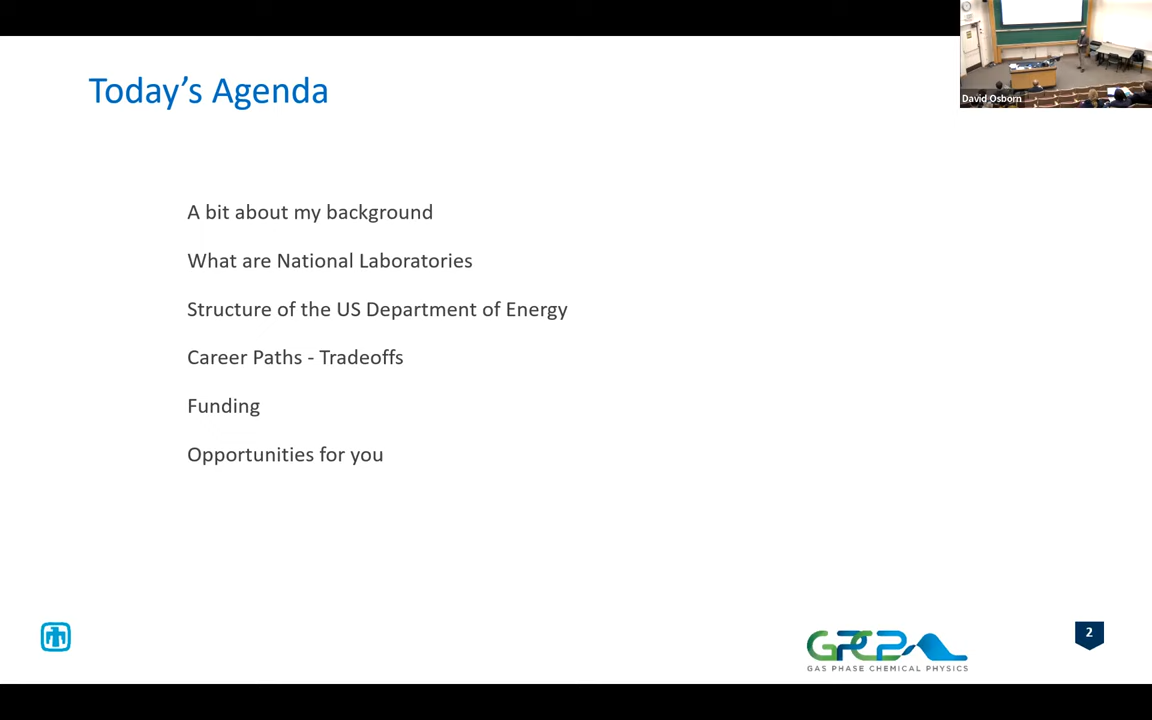 Today's Agenda
David Osborn
A bit about my background
What are National Laboratories
Structure of the US Department of Energy
Career Paths - Tradeoffs
Funding
Opportunities for you
GPCP
GAS PHASE CHEMICAL PHYSICS
2